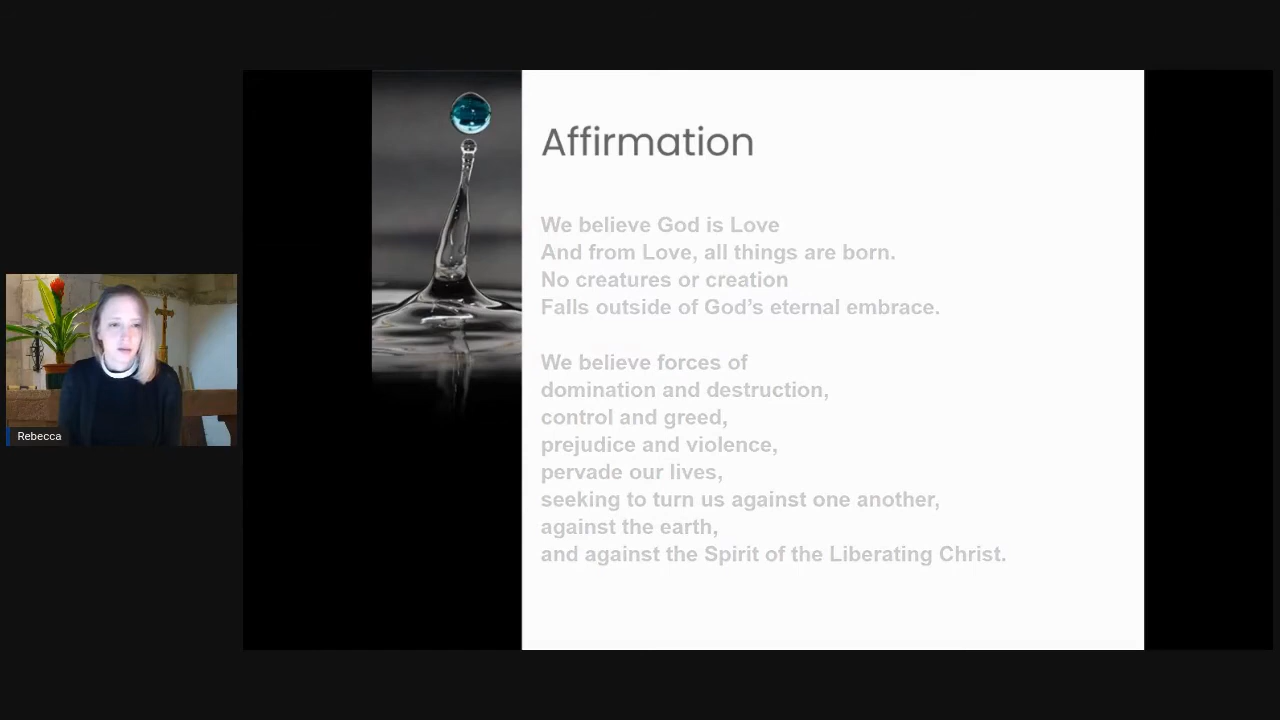 Affirmation
We believe God is Love
And from Love, all things are born.
No creatures or creation
Falls outside of God’s eternal embrace.
We believe forces of
domination and destruction,
control and greed,
prejudice and violence,
pervade our lives,
seeking to turn us against one another,
against the earth,
and against the Spirit of the Liberating Christ.
Rebecca